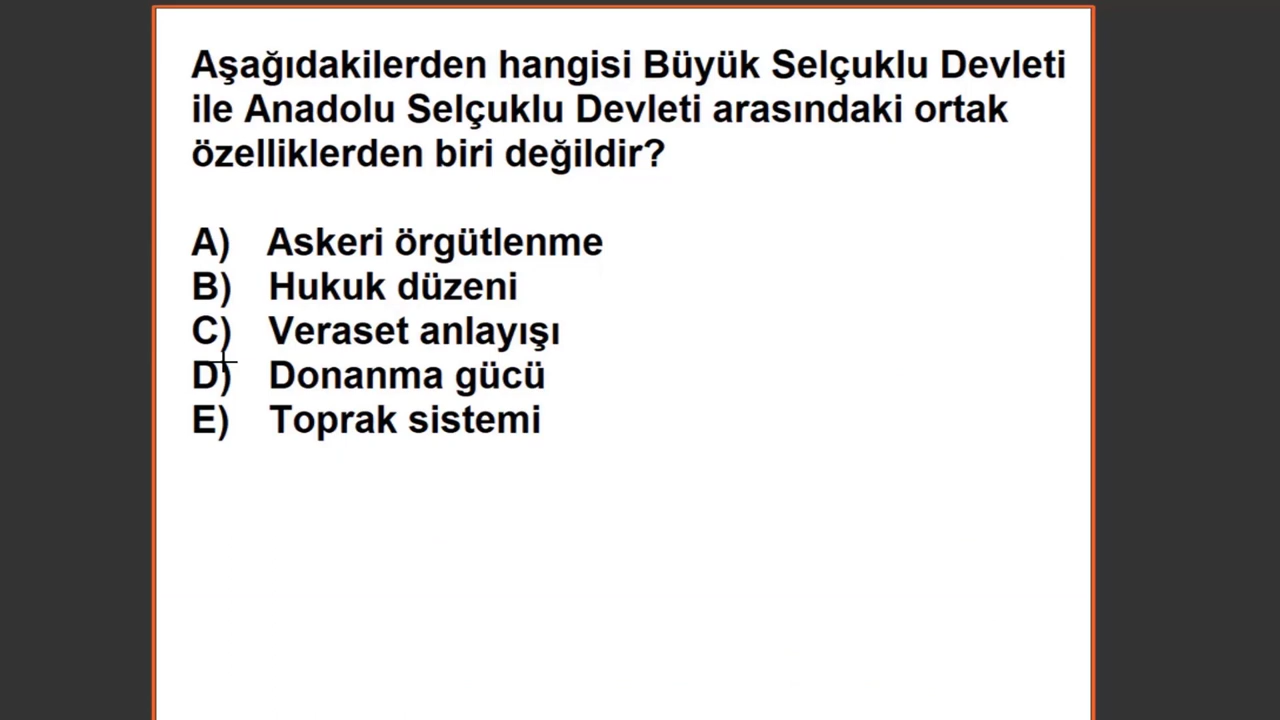 Aşağıdakilerden hangisi Büyük Selçuklu Devleti
ile Anadolu Selçuklu Devleti arasındaki ortak
özelliklerden biri değildir?
A) Askeri örgütlenme
B) Hukuk düzeni
C) Veraset anlayışı
D) Donanma gücü
E) Toprak sistemi